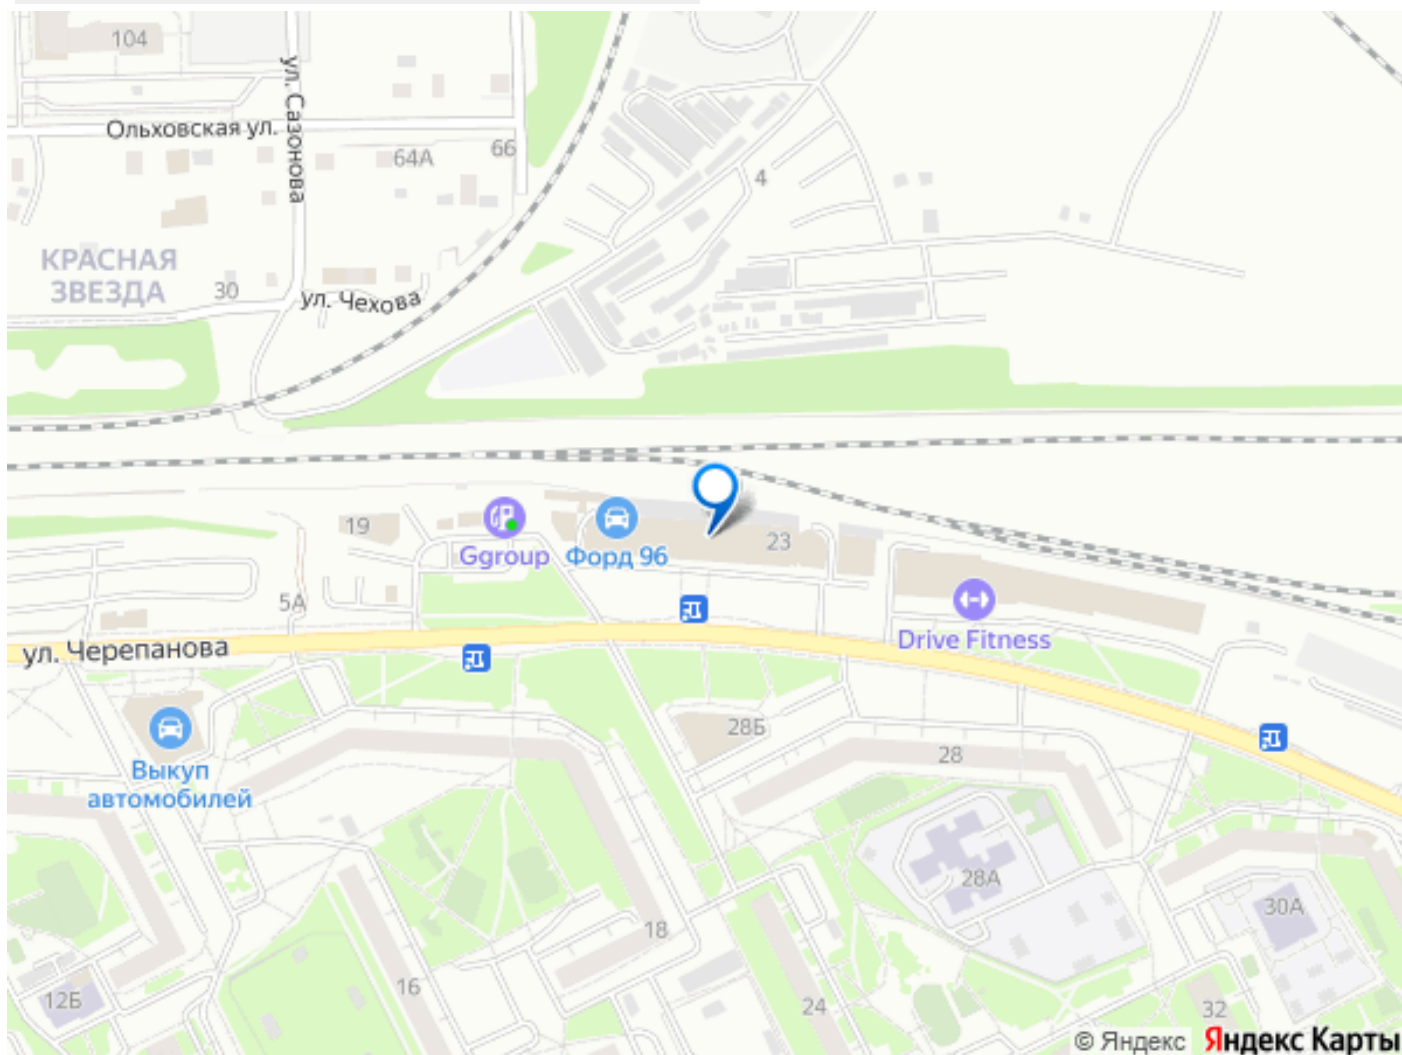 104
ул. Сазонова
Ольховская ул.
64А
66
4
КРАСНАЯ
ЗВЕЗДА
30
ул. Чехова
19
Ggroup
Форд 96
23
5А
Drive Fitness
ул. Черепанова
28Б
28
Выкуп
автомобилей
28А
30А
18
16
12Б
24
32
© Яндекс
Яндекс Карты